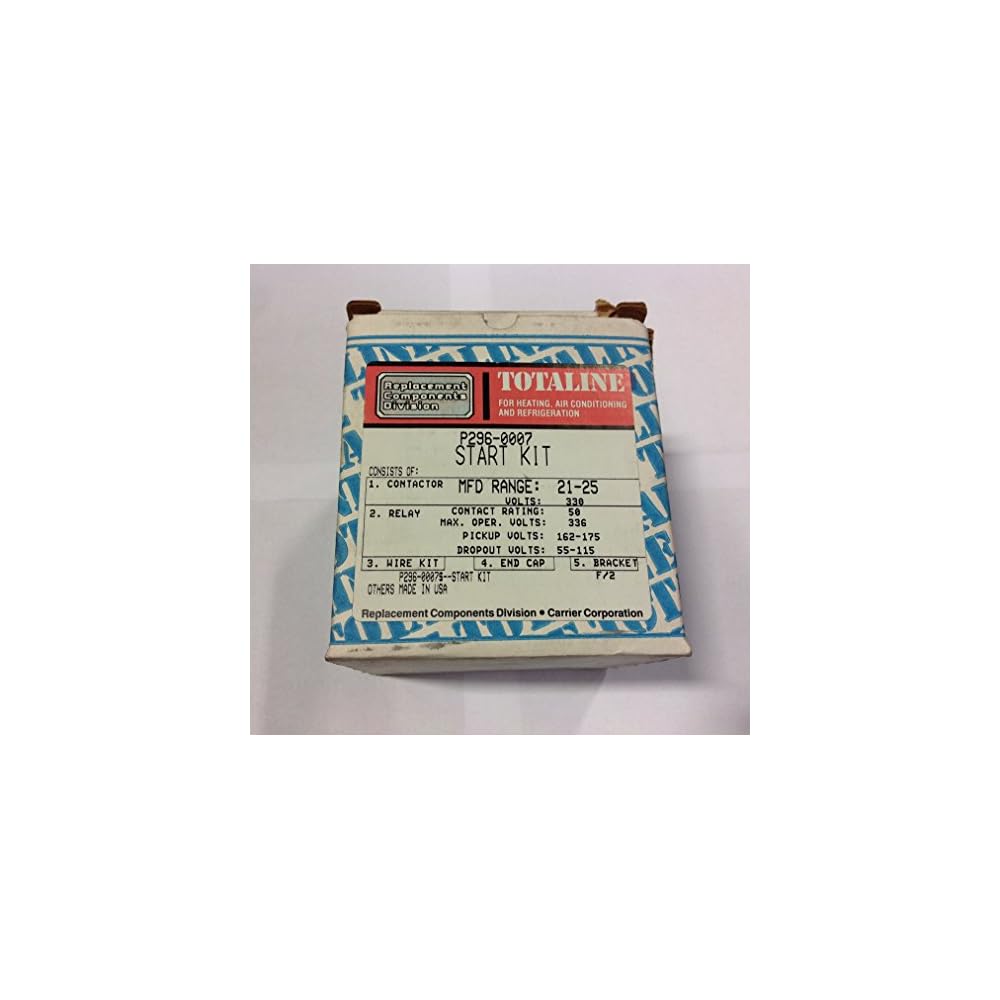 Replacement
Components
Division
TOTALINE
FOR HEATING, AIR CONDITIONING
AND REFRIGERATION
P296-0007
START KIT
CONSISTS OF:
1. CONTACTOR MFD RANGE: 21-25
VOLTS: 330
2. RELAY CONTACT RATING: 50
MAX. OPER. VOLTS: 336
PICKUP VOLTS: 162-175
DROPOUT VOLTS: 55-115
3. WIRE KIT 4. END CAP 5. BRACKET
P296-0007$--START KIT F/2
OTHERS MADE IN USA
Replacement Components Division • Carrier Corporation